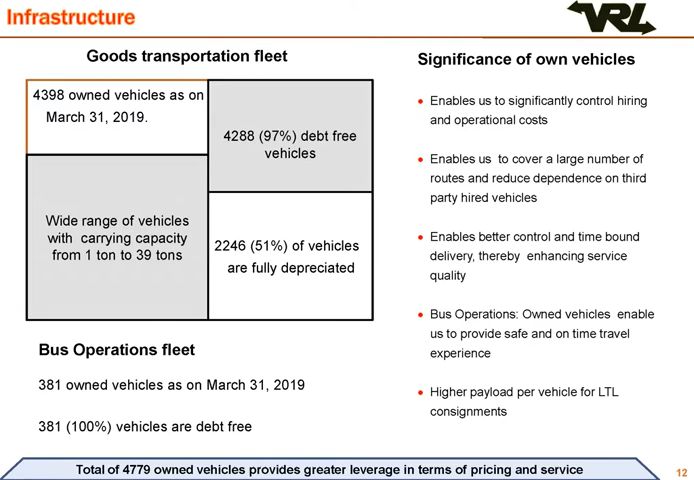 Infrastructure
VRL
Goods transportation fleet
4398 owned vehicles as on
March 31, 2019.
4288 (97%) debt free
vehicles
Wide range of vehicles
with carrying capacity
from 1 ton to 39 tons
2246 (51%) of vehicles
are fully depreciated
Bus Operations fleet
381 owned vehicles as on March 31, 2019
381 (100%) vehicles are debt free
Significance of own vehicles
• Enables us to significantly control hiring
and operational costs
• Enables us to cover a large number of
routes and reduce dependence on third
party hired vehicles
• Enables better control and time bound
delivery, thereby enhancing service
quality
• Bus Operations: Owned vehicles enable
us to provide safe and on time travel
experience
• Higher payload per vehicle for LTL
consignments
Total of 4779 owned vehicles provides greater leverage in terms of pricing and service
12